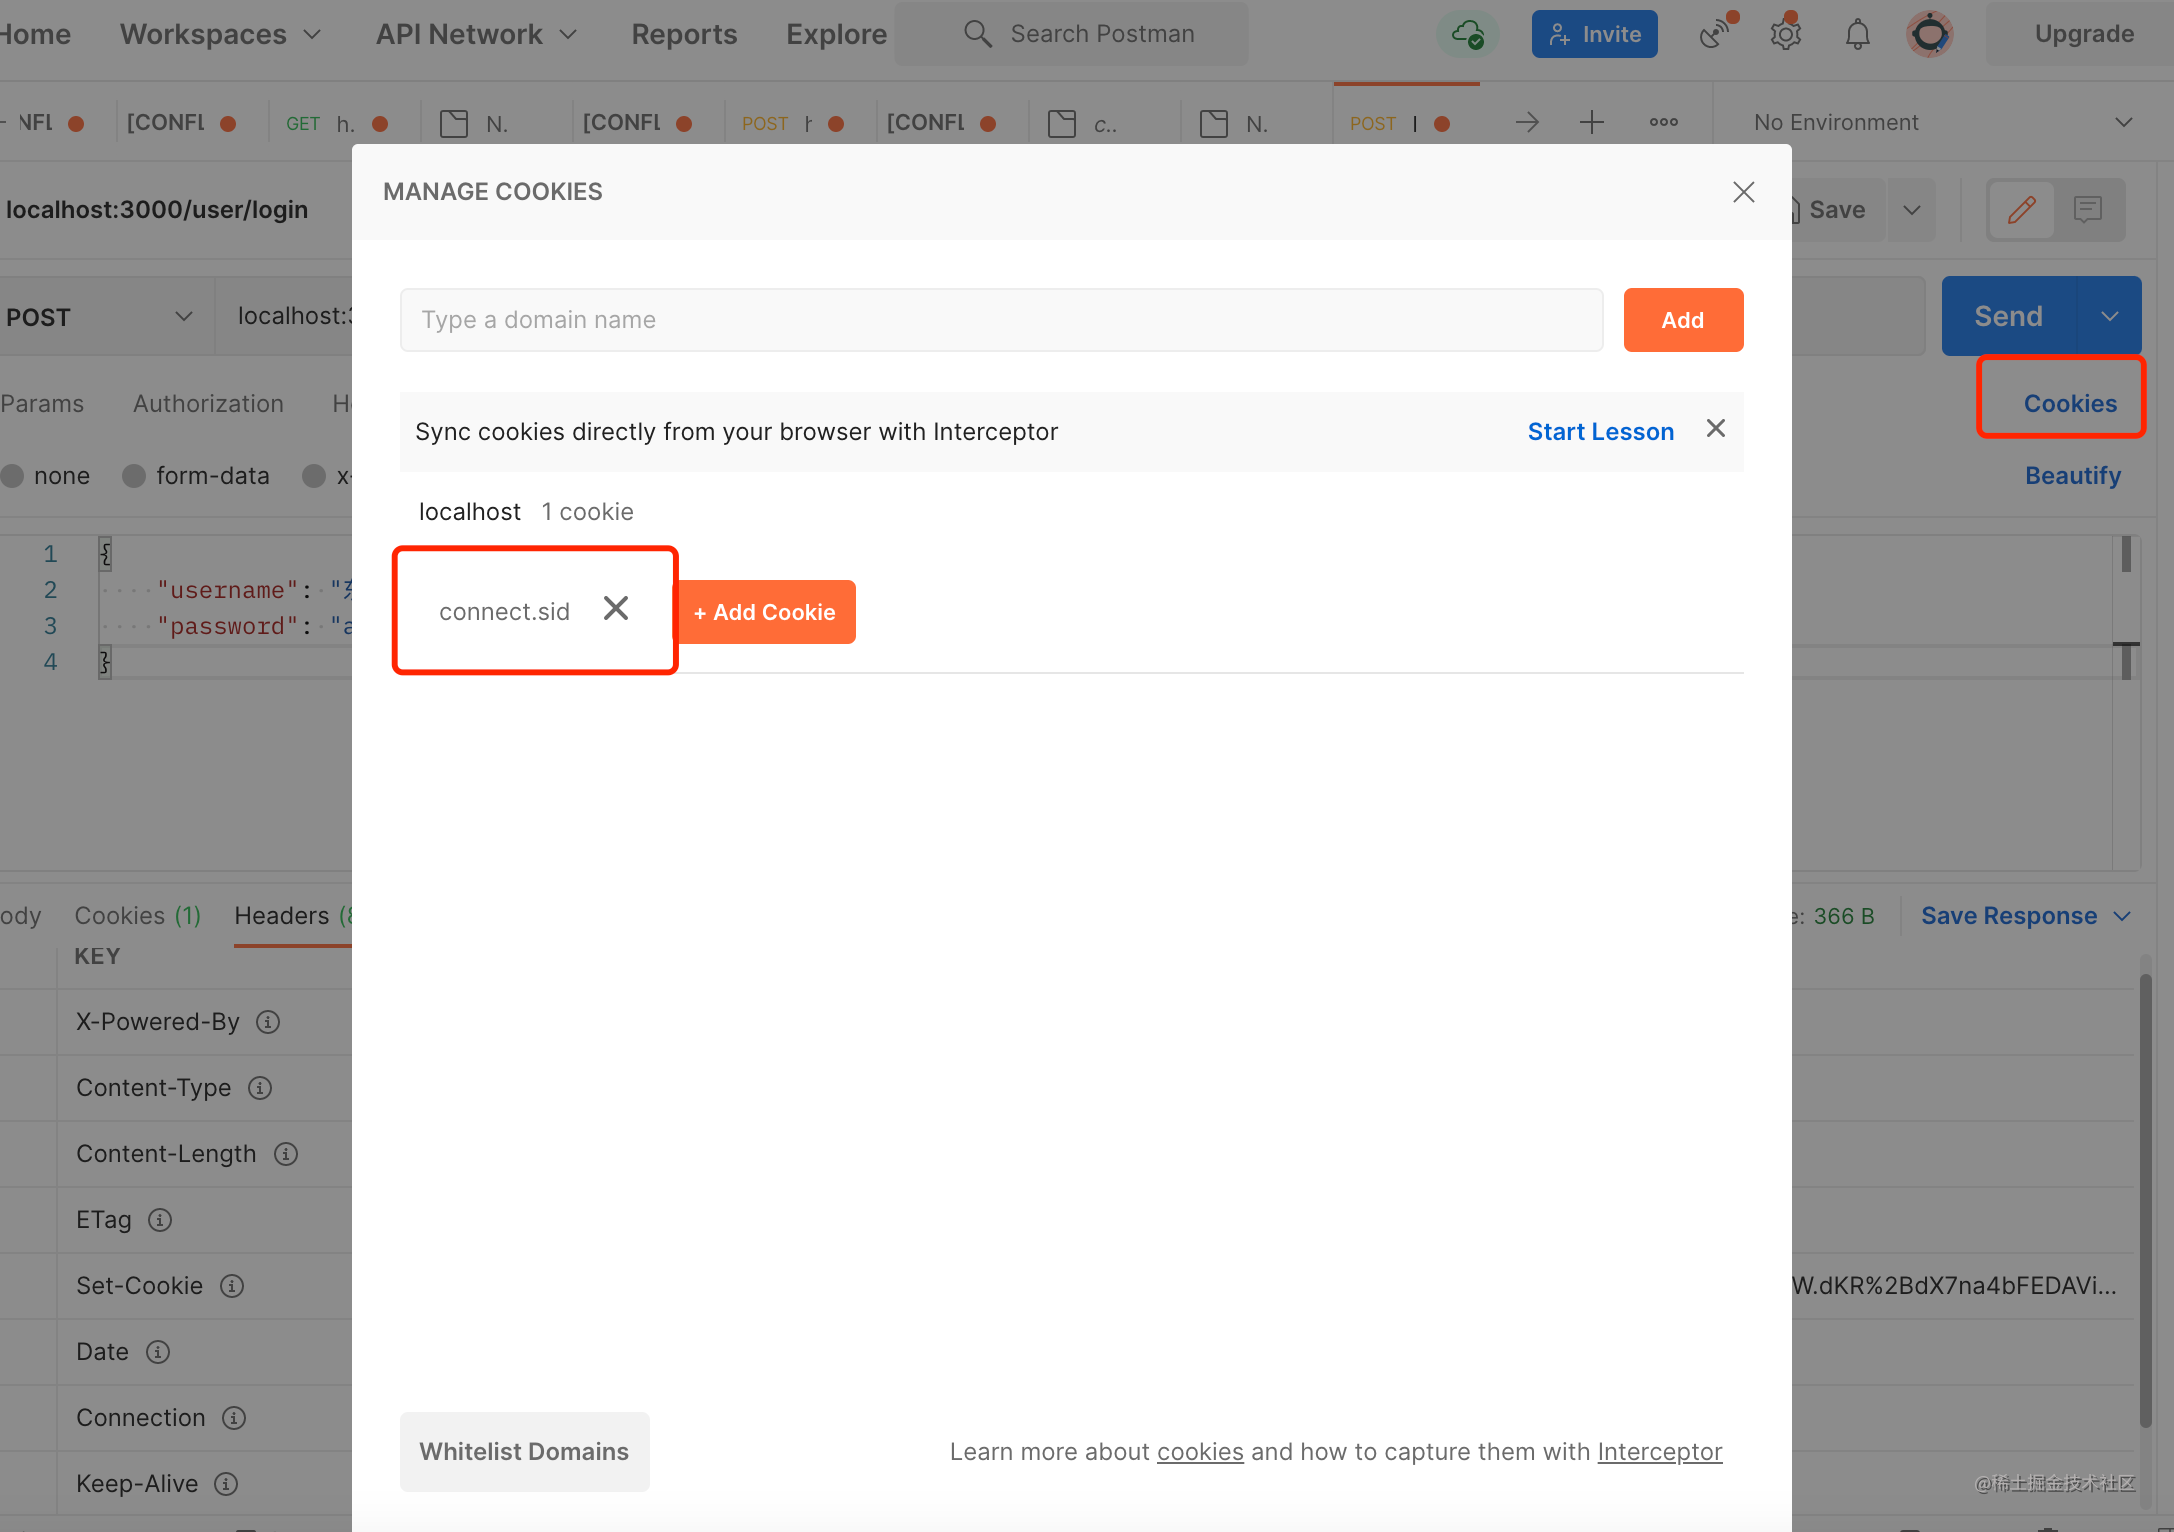 Home Workspaces API Network Reports Explore Search Postman Invite Upgrade
NFL [CONFL GET h. N. [CONFL POST h [CONFL c.. N. POST l No Environment
MANAGE COOKIES
localhost:3000/user/login Save
POST localhost:3 Type a domain name Add Send
Params Authorization Sync cookies directly from your browser with Interceptor Start Lesson Cookies
none form-data x- Beautify
localhost 1 cookie
1 {
2 "username": "
3 "password": "a
4 }
connect.sid + Add Cookie
ody Cookies (1) Headers (8 e: 366 B Save Response
KEY
X-Powered-By
Content-Type
Content-Length
ETag
Set-Cookie W.dKR%2BdX7na4bFEDAVi...
Date
Connection
Whitelist Domains Learn more about cookies and how to capture them with Interceptor
Keep-Alive
@稀土掘金技术社区